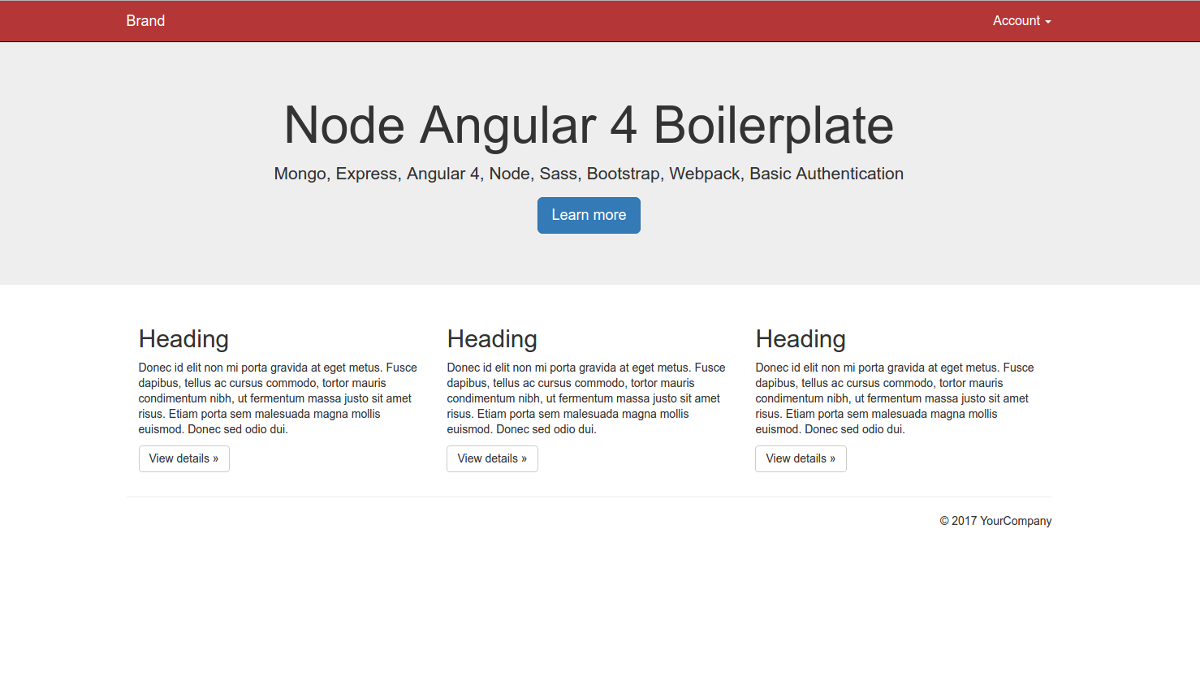 Brand
Account
Node Angular 4 Boilerplate
Mongo, Express, Angular 4, Node, Sass, Bootstrap, Webpack, Basic Authentication
Learn more
Heading
Donec id elit non mi porta gravida at eget metus. Fusce
dapibus, tellus ac cursus commodo, tortor mauris
condimentum nibh, ut fermentum massa justo sit amet
risus. Etiam porta sem malesuada magna mollis
euismod. Donec sed odio dui.
View details »
Heading
Donec id elit non mi porta gravida at eget metus. Fusce
dapibus, tellus ac cursus commodo, tortor mauris
condimentum nibh, ut fermentum massa justo sit amet
risus. Etiam porta sem malesuada magna mollis
euismod. Donec sed odio dui.
View details »
Heading
Donec id elit non mi porta gravida at eget metus. Fusce
dapibus, tellus ac cursus commodo, tortor mauris
condimentum nibh, ut fermentum massa justo sit amet
risus. Etiam porta sem malesuada magna mollis
euismod. Donec sed odio dui.
View details »
© 2017 YourCompany